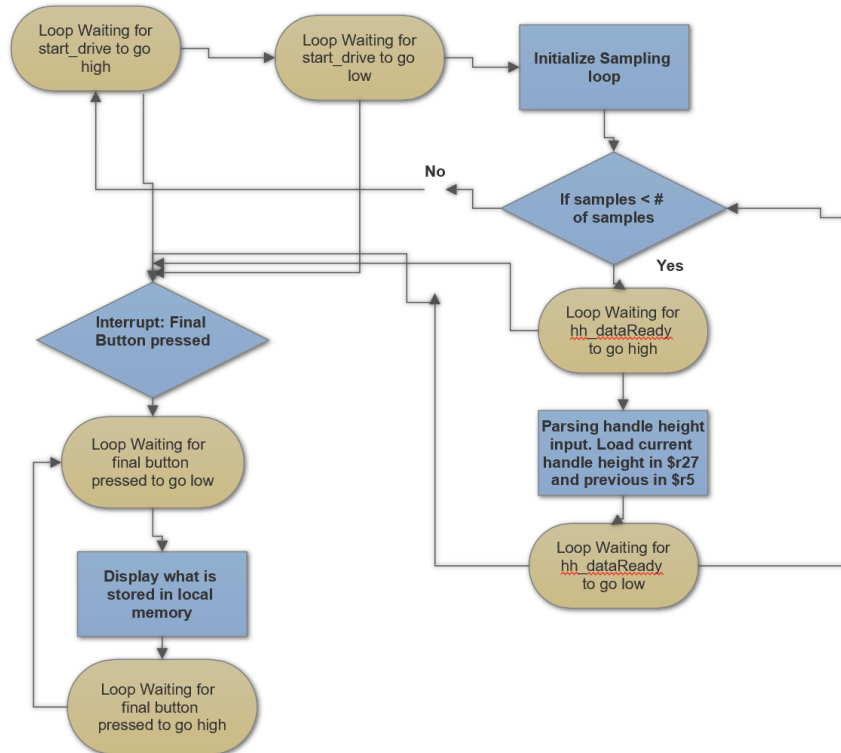 Loop Waiting for
start_drive to go
high
Loop Waiting for
start_drive to go
low
Initialize Sampling
loop
No
If samples < #
of samples
Yes
Loop Waiting for
hh_dataReady
to go high
Interrupt: Final
Button pressed
Parsing handle height
input. Load current
handle height in $r27
and previous in $r5
Loop Waiting for
final button
pressed to go low
Loop Waiting for
hh_dataReady
to go low
Display what is
stored in local
memory
Loop Waiting for
final button
pressed to go high